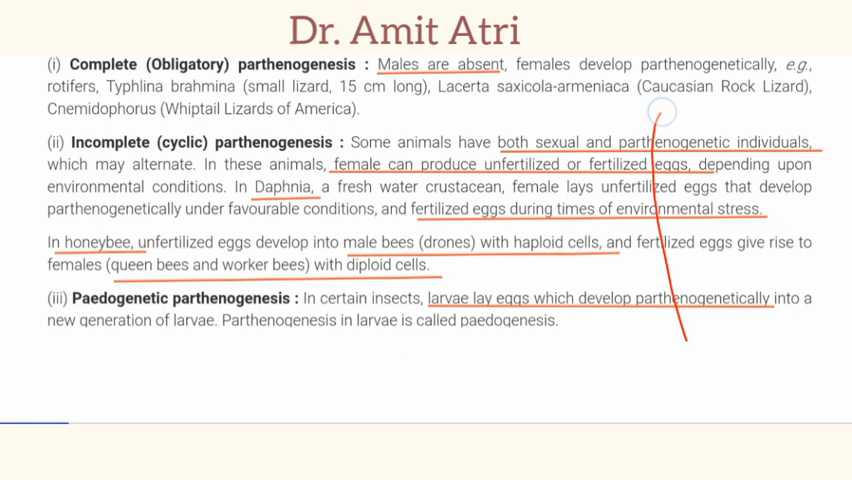 Dr. Amit Atri
(i) Complete (Obligatory) parthenogenesis : Males are absent, females develop parthenogenetically, e.g.,
rotifers, Typhlina brahmina (small lizard, 15 cm long), Lacerta saxicola-armeniaca (Caucasian Rock Lizard),
Cnemidophorus (Whiptail Lizards of America).
(ii) Incomplete (cyclic) parthenogenesis : Some animals have both sexual and parthenogenetic individuals,
which may alternate. In these animals, female can produce unfertilized or fertilized eggs, depending upon
environmental conditions. In Daphnia, a fresh water crustacean, female lays unfertilized eggs that develop
parthenogenetically under favourable conditions, and fertilized eggs during times of environmental stress.
In honeybee, unfertilized eggs develop into male bees (drones) with haploid cells, and fertilized eggs give rise to
females (queen bees and worker bees) with diploid cells.
(iii) Paedogenetic parthenogenesis : In certain insects, larvae lay eggs which develop parthenogenetically into a
new generation of larvae. Parthenogenesis in larvae is called paedogenesis.